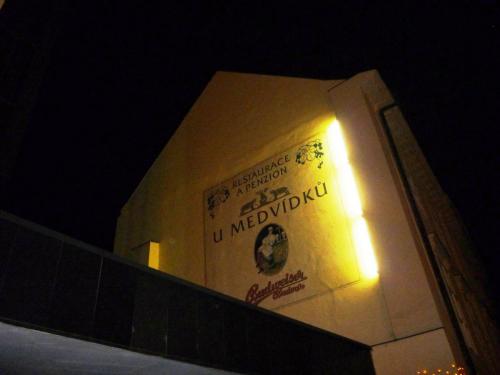 RESTAURACE
A PENZION
U MEDVÍDKŮ
Budweiser
Budvar